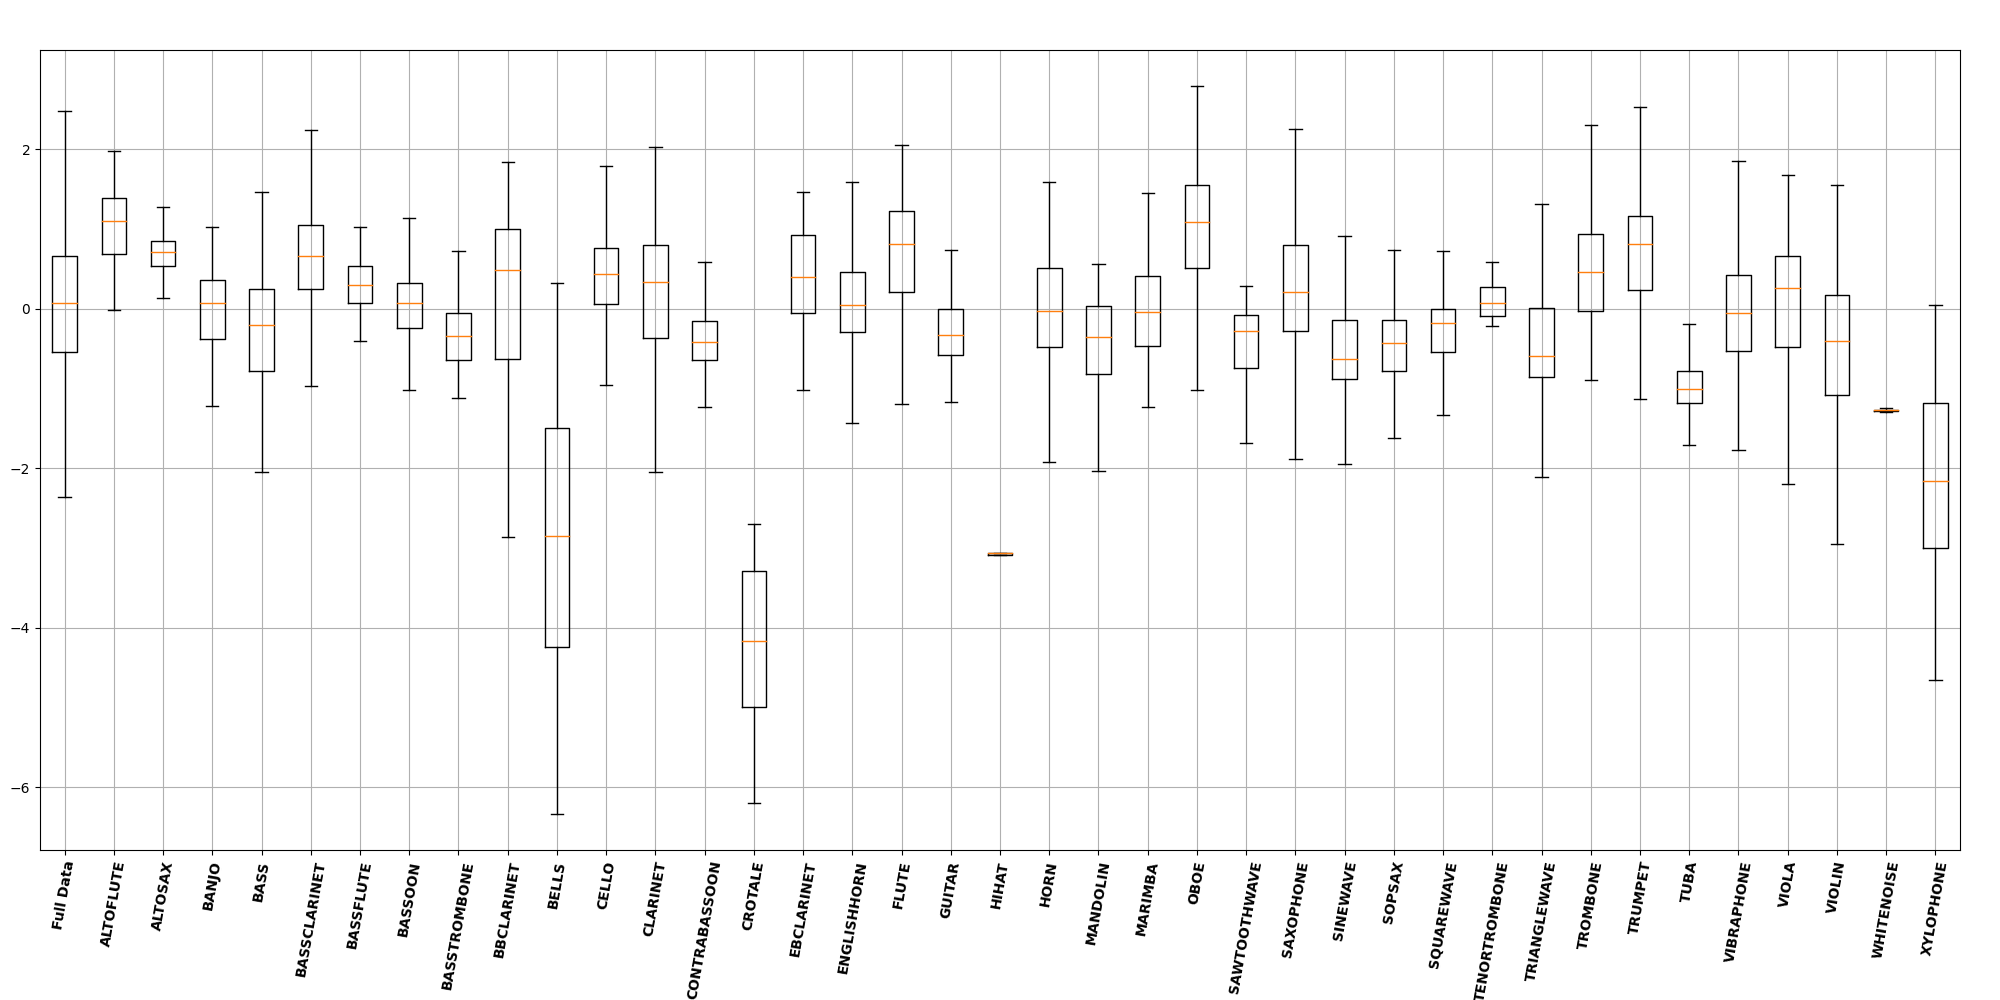 2
0
−2
−4
−6
Full Data
ALTOFLUTE
ALTOSAX
BANJO
BASS
BASSCLARINET
BASSFLUTE
BASSOON
BASSTROMBONE
BBCLARINET
BELLS
CELLO
CLARINET
CONTRABASSOON
CROTALE
EBCLARINET
ENGLISHHORN
FLUTE
GUITAR
HIHAT
HORN
MANDOLIN
MARIMBA
OBOE
SAWTOOTHWAVE
SAXOPHONE
SINEWAVE
SOPSAX
SQUAREWAVE
TENORTROMBONE
TRIANGLEWAVE
TROMBONE
TRUMPET
TUBA
VIBRAPHONE
VIOLA
VIOLIN
WHITENOISE
XYLOPHONE